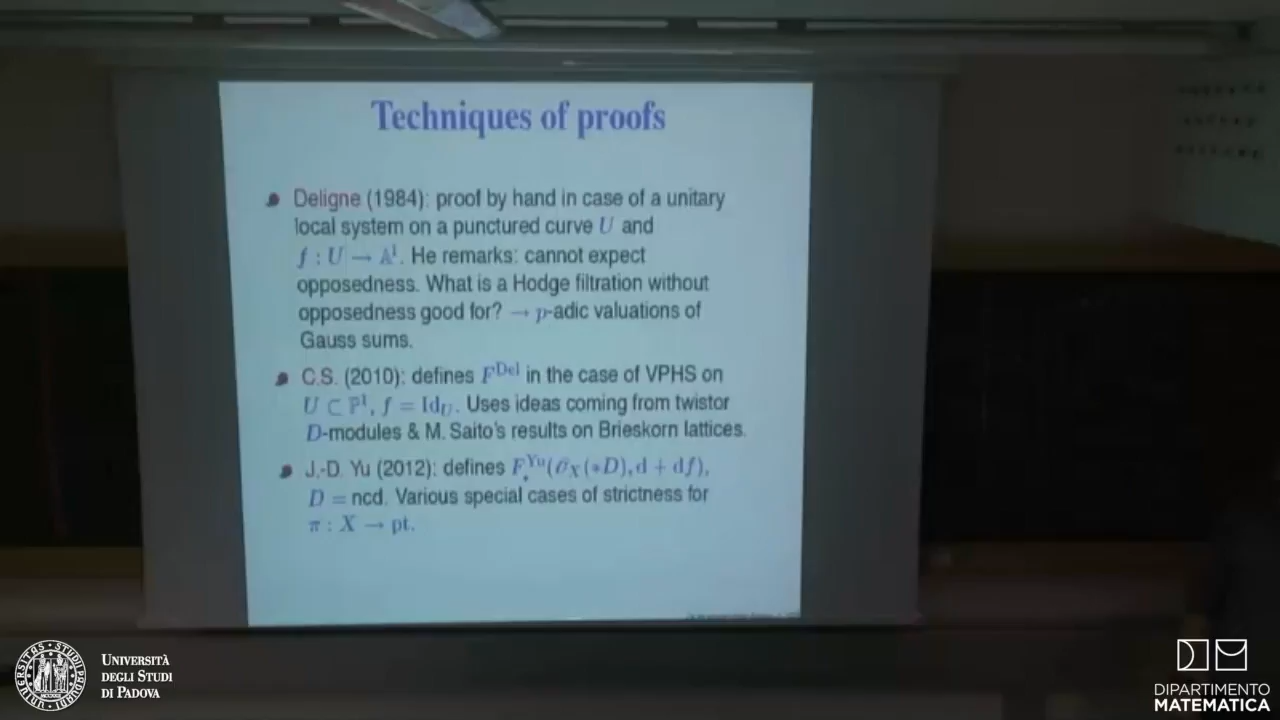 Techniques of proofs
Deligne (1984): proof by hand in case of a unitary
local system on a punctured curve U and
f : U → 𝔸¹. He remarks: cannot expect
opposedness. What is a Hodge filtration without
opposedness good for? → p-adic valuations of
Gauss sums.
C.S. (2010): defines F^Del in the case of VPHS on
U ⊂ ℙ¹, f = Id_U. Uses ideas coming from twistor
D-modules & M. Saito's results on Brieskorn lattices.
J.-D. Yu (2012): defines F_•^Yu(𝒪_X(*D), d + df),
D = ncd. Various special cases of strictness for
π : X → pt.
UNIVERSITÀ
DEGLI STUDI
DI PADOVA
DIPARTIMENTO
MATEMATICA